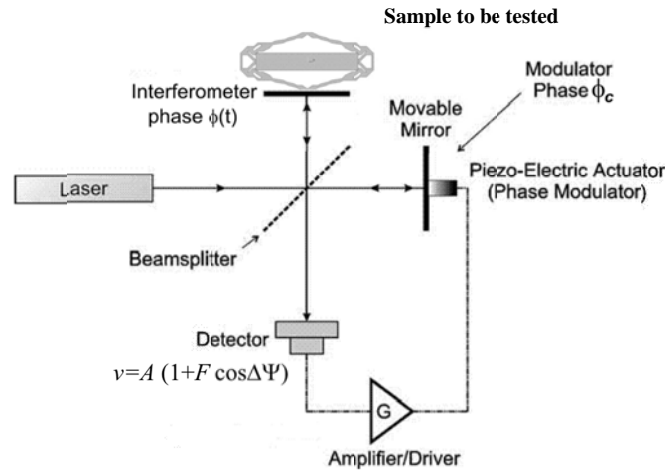 Sample to be tested
Interferometer
phase ϕ(t)
Modulator
Phase ϕc
Movable
Mirror
Piezo-Electric Actuator
(Phase Modulator)
Laser
Beamsplitter
Detector
v=A (1+F cosΔΨ)
G
Amplifier/Driver